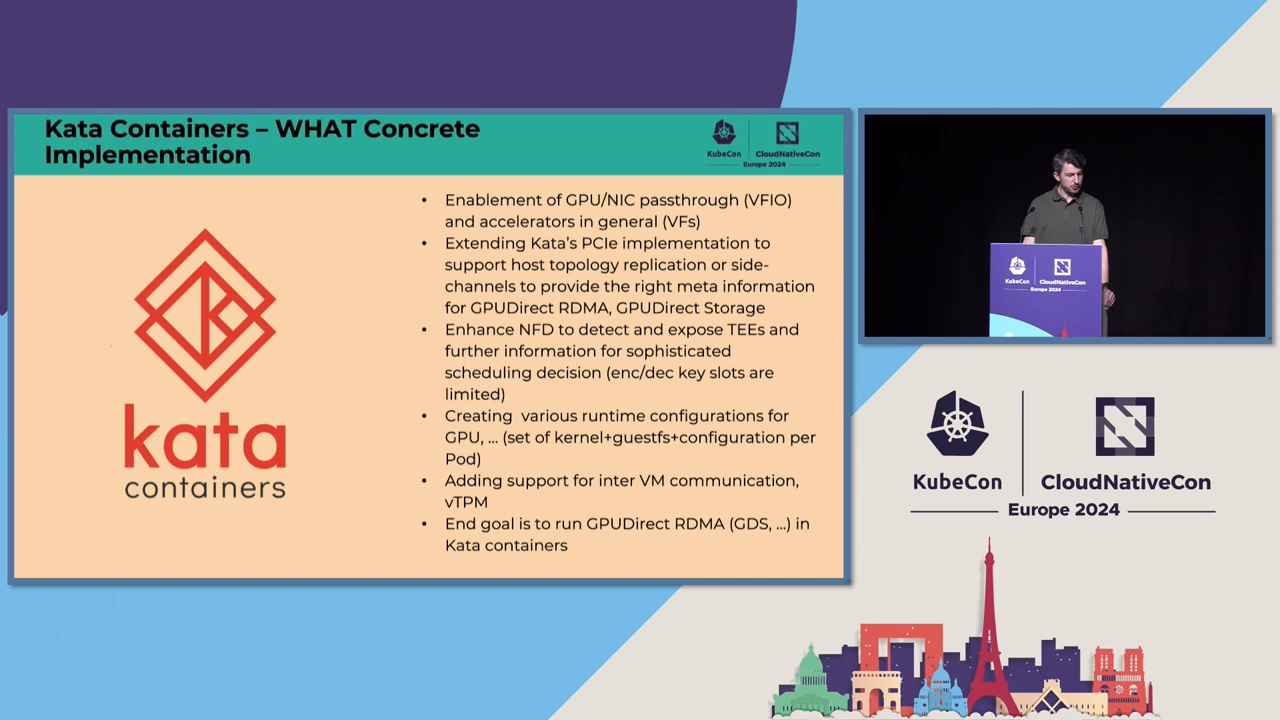 Kata Containers – WHAT Concrete
Implementation
KubeCon
CloudNativeCon
Europe 2024
• Enablement of GPU/NIC passthrough (VFIO)
and accelerators in general (VFs)
• Extending Kata's PCIe implementation to
support host topology replication or side-
channels to provide the right meta information
for GPUDirect RDMA, GPUDirect Storage
• Enhance NFD to detect and expose TEEs and
further information for sophisticated
scheduling decision (enc/dec key slots are
limited)
• Creating  various runtime configurations for
GPU, ... (set of kernel+guestfs+configuration per
Pod)
• Adding support for inter VM communication,
vTPM
• End goal is to run GPUDirect RDMA (GDS, ...) in
Kata containers
kata
containers
KubeCon
CloudNativeCon
Europe 2024
KubeCon
CloudNativeCon
Europe 2024